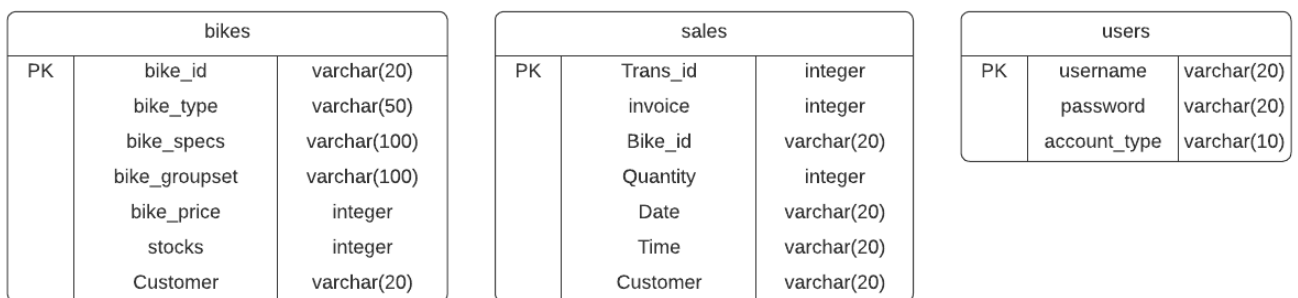 bikes
PK bike_id varchar(20)
bike_type varchar(50)
bike_specs varchar(100)
bike_groupset varchar(100)
bike_price integer
stocks integer
Customer varchar(20)
sales
PK Trans_id integer
invoice integer
Bike_id varchar(20)
Quantity integer
Date varchar(20)
Time varchar(20)
Customer varchar(20)
users
PK username varchar(20)
password varchar(20)
account_type varchar(10)